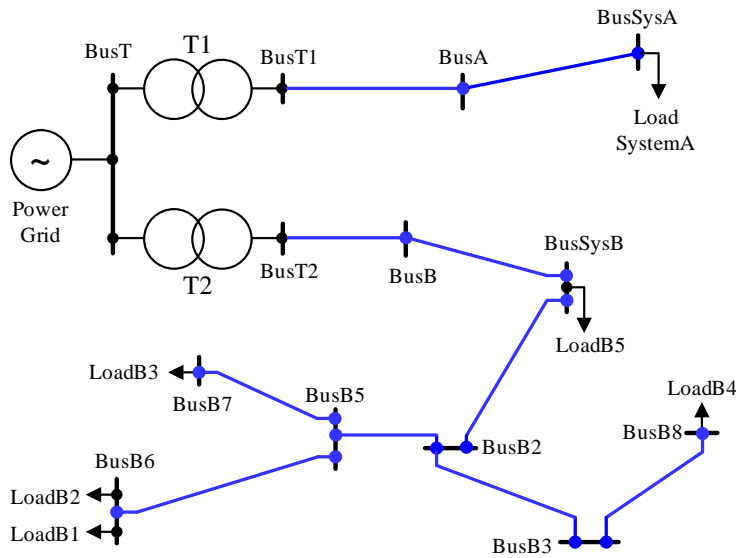 BusSysA
T1
BusT
BusT1
BusA
Load
SystemA
~
Power
Grid
BusSysB
BusT2
BusB
T2
LoadB5
LoadB3
BusB7
BusB5
LoadB4
BusB8
BusB2
BusB6
LoadB2
LoadB1
BusB3